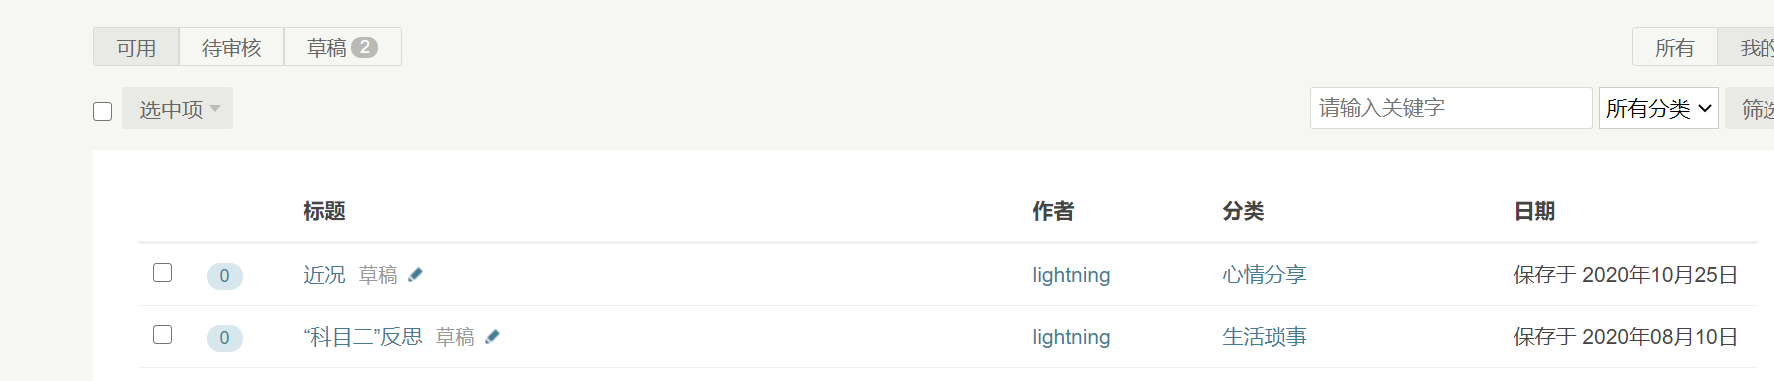 可用 待审核 草稿 2 所有 我的
选中项 请输入关键字 所有分类 筛选
标题 作者 分类 日期
0 近况 草稿 lightning 心情分享 保存于 2020年10月25日
0 “科目二”反思 草稿 lightning 生活琐事 保存于 2020年08月10日